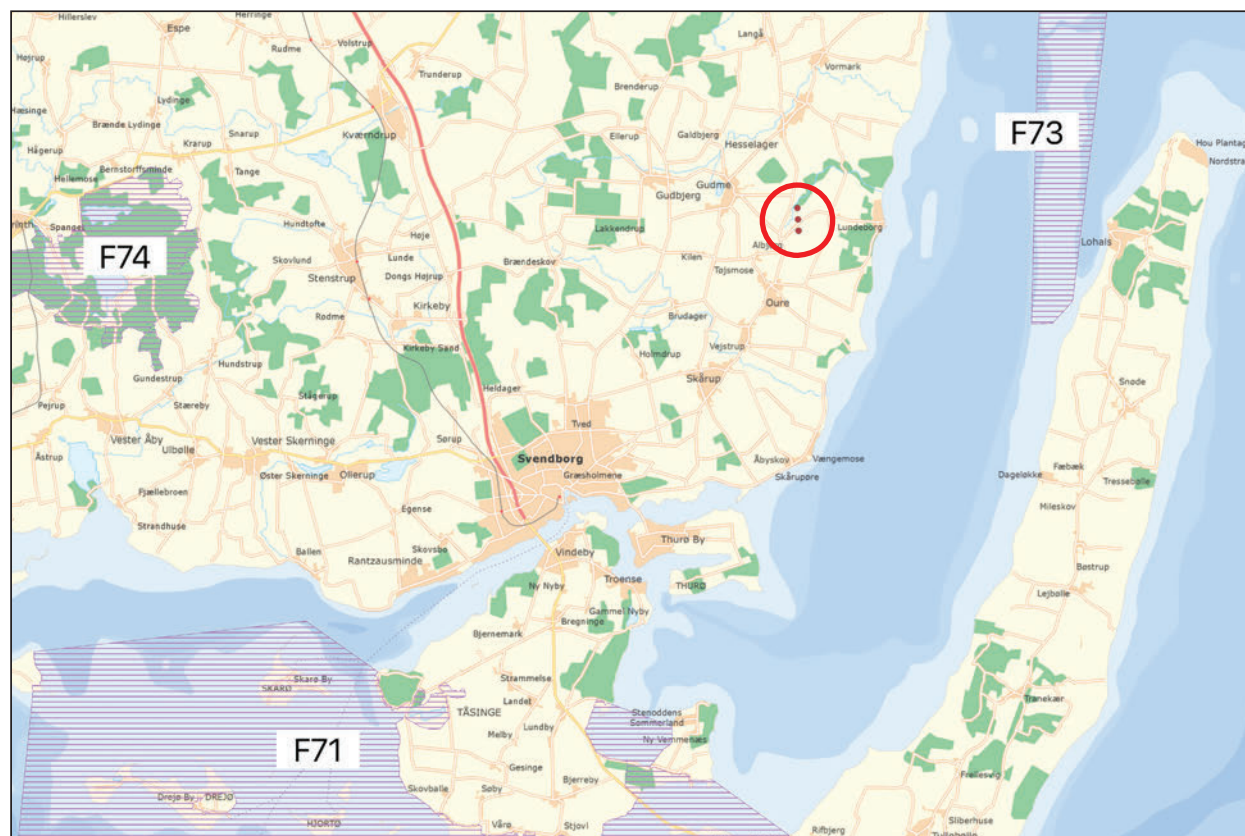 Hillerslev
Herringe
Espe
Rudme
Volstrup
Langå
Højrup
Trunderup
Vormark
Brenderup
Lydinge
Hæsinge
Brænde Lydinge
Snarup
Kværndrup
Ellerup
Galdbjerg
F73
Hågerup
Krarup
Hesselager
Hou Plantag
Nordstra
Bernstorffsminde
Hellemose
Tange
Gudme
Gudbjerg
Spange
Hundtofte
Høje
Lakkendrup
Lundeborg
Lohals
F74
Skovlund
Lunde
Brændeskov
Kilen
Albjerg
Stenstrup
Dongs Højrup
Tøjsmose
Kirkeby
Oure
Rødme
Brudager
Kirkeby Sand
Vejstrup
Hundstrup
Holmdrup
Gundestrup
Skårup
Snøde
Heldager
Stågerup
Pejrup
Stæreby
Tved
Vester Åby
Vester Skerninge
Sørup
Ulbølle
Svendborg
Åstrup
Åbyskov
Vængemose
Øster Skerninge
Ollerup
Græsholmene
Skårupøre
Dageløkke
Fæbæk
Tressebølle
Fjællebroen
Strandhuse
Egense
Mileskov
Ballen
Skovsbo
Thurø By
Rantzausminde
Vindeby
Bøstrup
Troense
Ny Nyby
THURØ
Lejbølle
Gammel Nyby
Bjernemark
Bregninge
Skarø By
SKARØ
Strammelse
Tranekær
Landet
TÅSINGE
Stenoddens
Sommerland
Lundby
Melby
Ny Vemmenæs
F71
Gesinge
Bjerreby
Frellesvig
Skovballe
Søby
Drejø By
DREJØ
HJORTØ
Vårø
Stjovl
Rifbjerg
Sliberhuse
Tullebølle